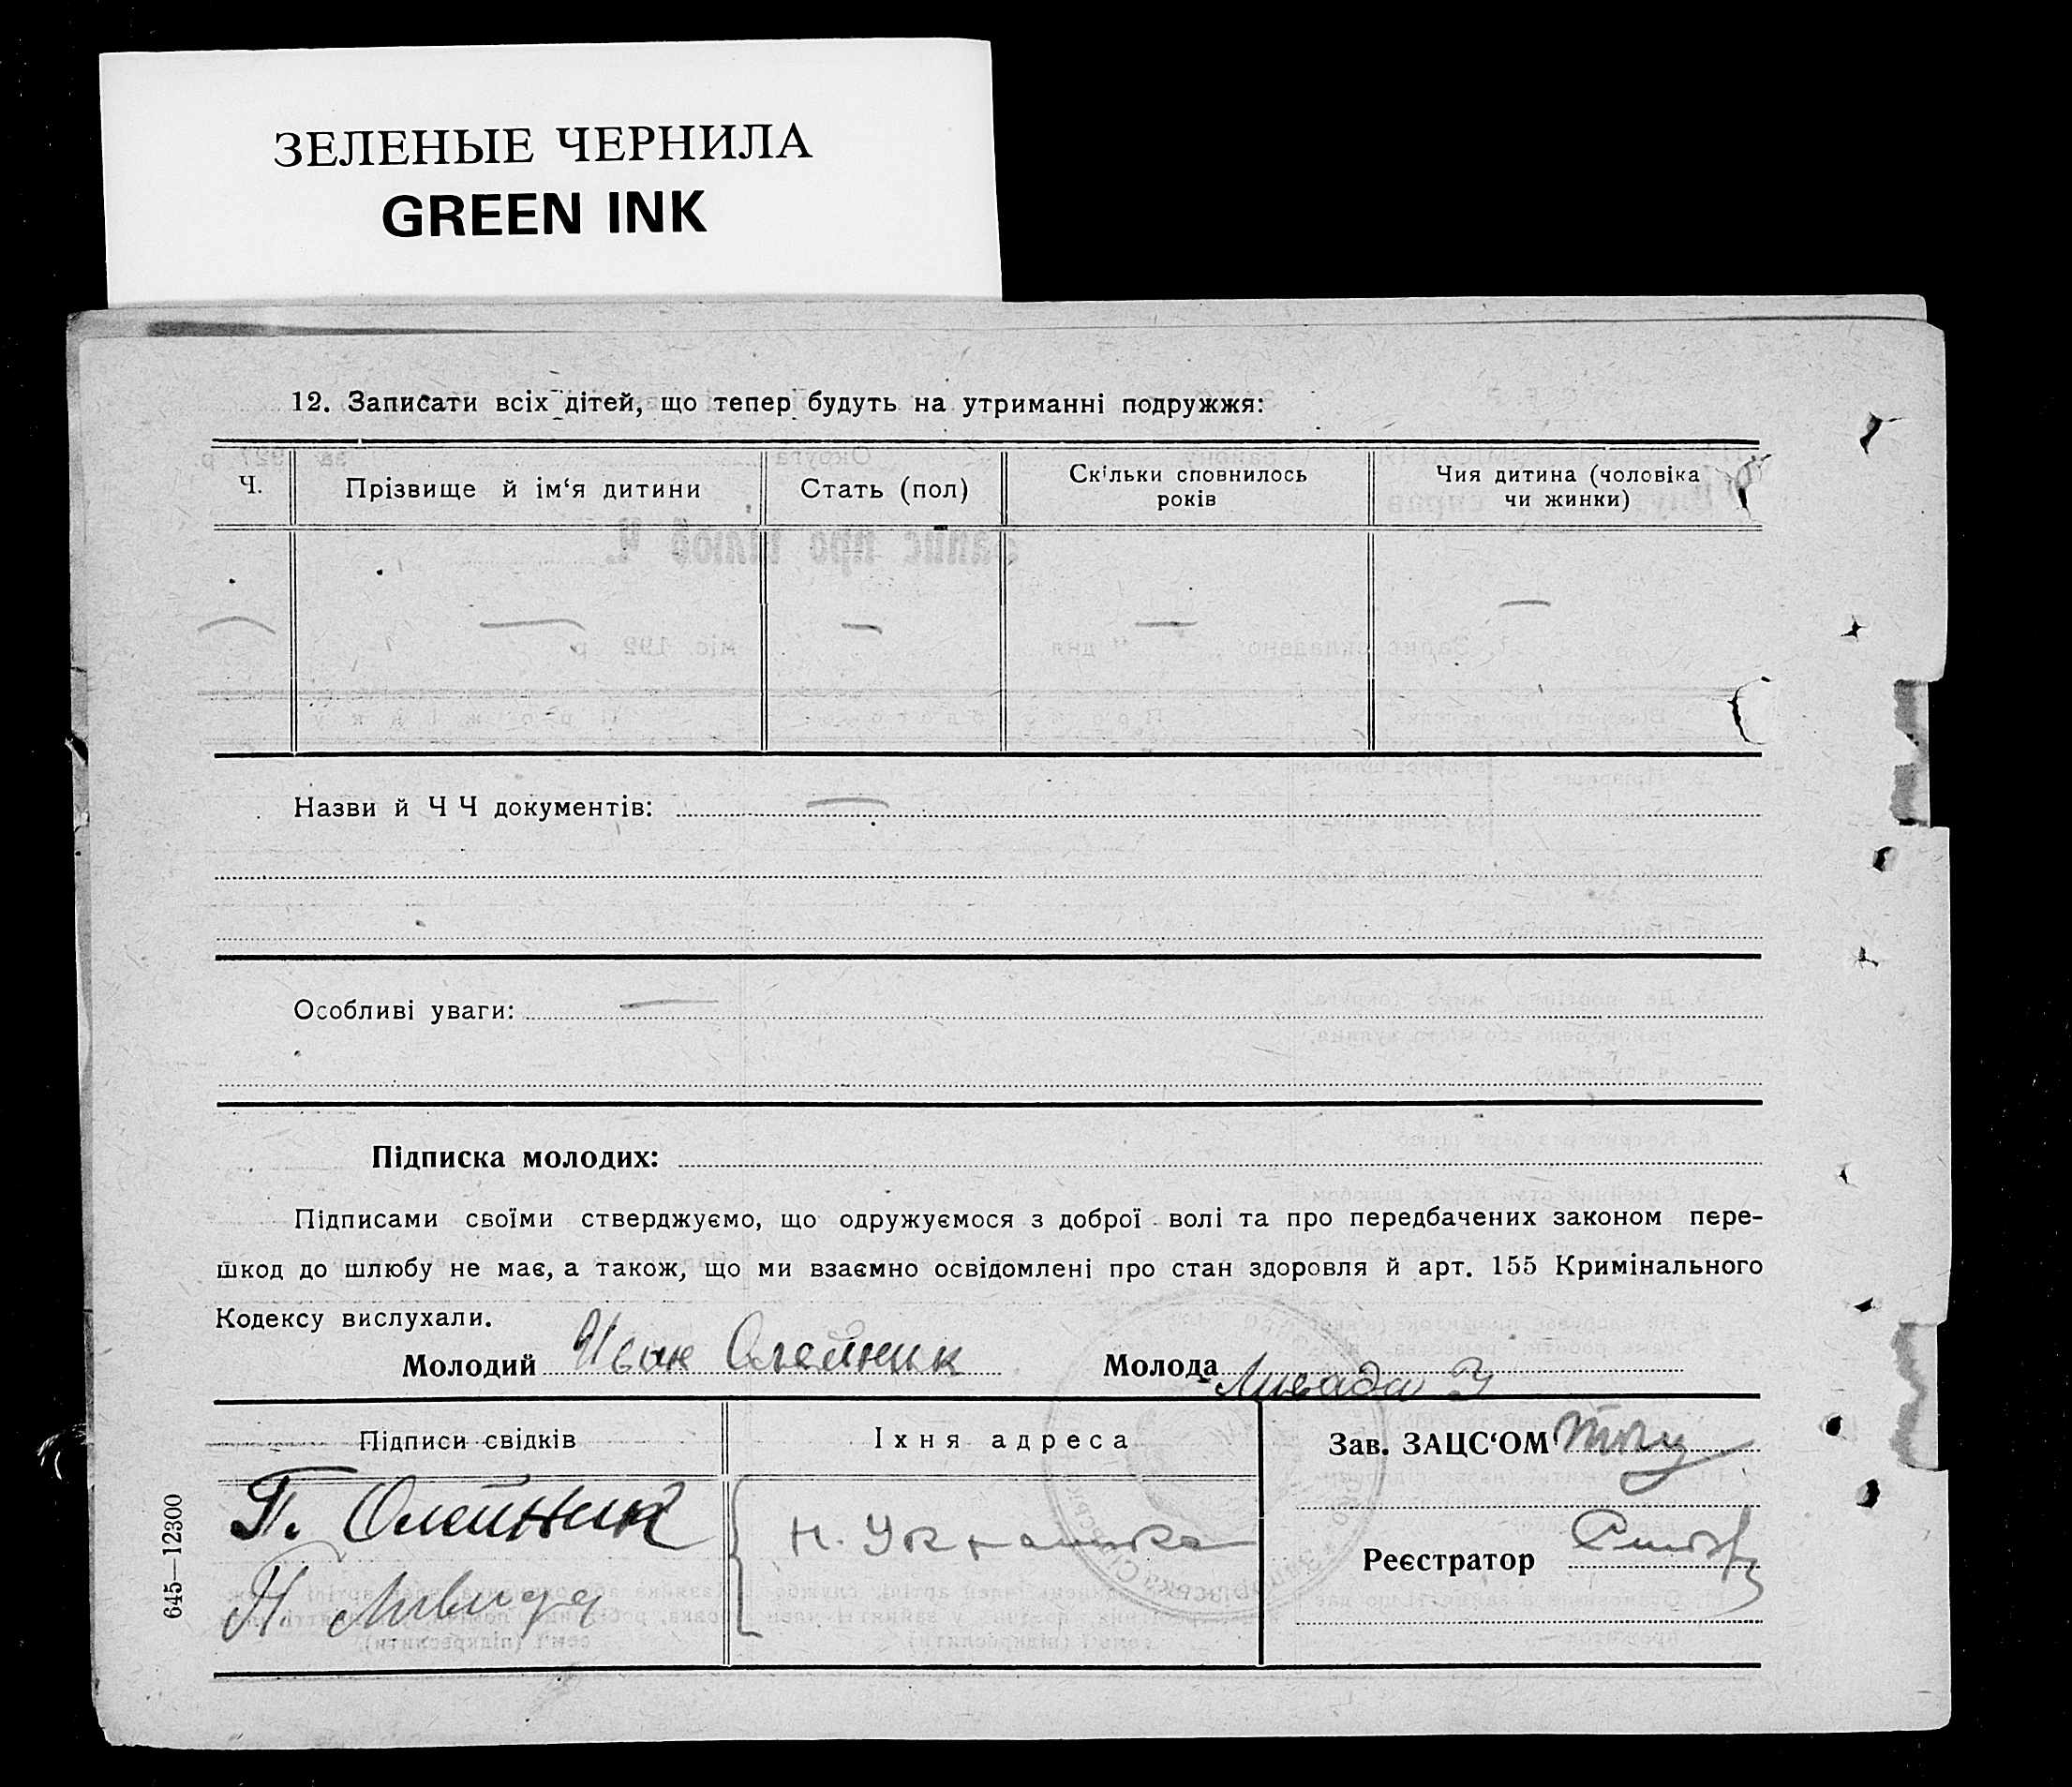 ЗЕЛЕНЫЕ ЧЕРНИЛА
GREEN INK
12. Записати всіх дітей, що тепер будуть на утриманні подружжя:
Ч.
Прізвище й ім‘я дитини
Стать (пол)
Скільки сповнилось
років
Чия дитина (чоловіка
чи жинки)
Назви й Ч Ч документів:
Особливі уваги:
Підписка молодих:
Підписами своїми стверджуємо, що одружуємося з доброї волі та про передбачених законом пере-
шкод до шлюбу не має, а також, що ми взаємно освідомлені про стан здоровля й арт. 155 Кримінального
Кодексу вислухали.
Молодий Иван Олейник Молода Ливада З
Підписи свідків
Їхня адреса
Зав. ЗАЦС‘ОМ
П. Олейник
П. Ливада
Н. Украинка
Реєстратор
645—12300